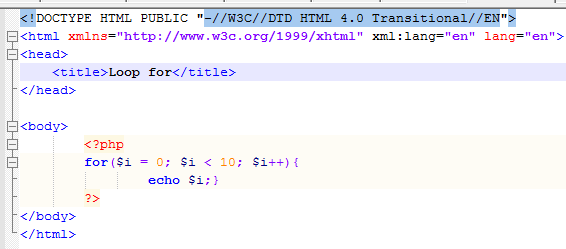 <!DOCTYPE HTML PUBLIC "-//W3C//DTD HTML 4.0 Transitional//EN">
<html xmlns="http://www.w3c.org/1999/xhtml" xml:lang="en" lang="en">
<head>
<title>Loop for</title>
</head>
<body>
<?php
for($i = 0; $i < 10; $i++){
echo $i;}
?>
</body>
</html>